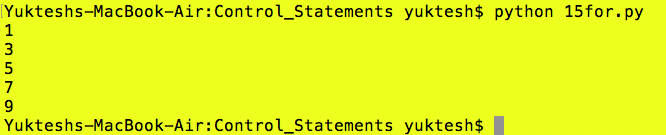 Yukteshs-MacBook-Air:Control_Statements yuktesh$ python 15for.py
1
3
5
7
9
Yukteshs-MacBook-Air:Control_Statements yuktesh$